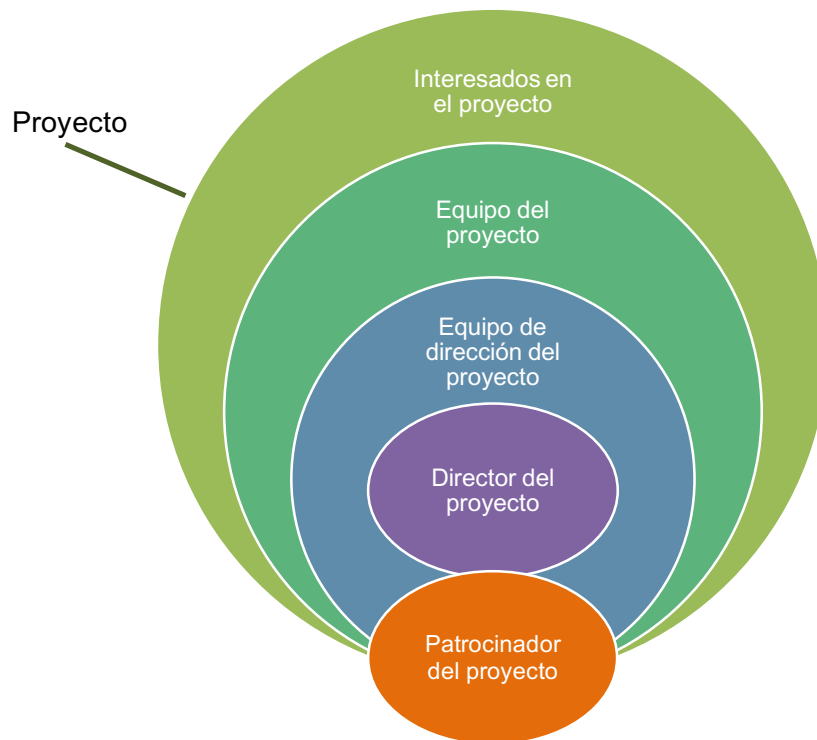 Interesados en
el proyecto
Proyecto
Equipo del
proyecto
Equipo de
dirección del
proyecto
Director del
proyecto
Patrocinador
del proyecto